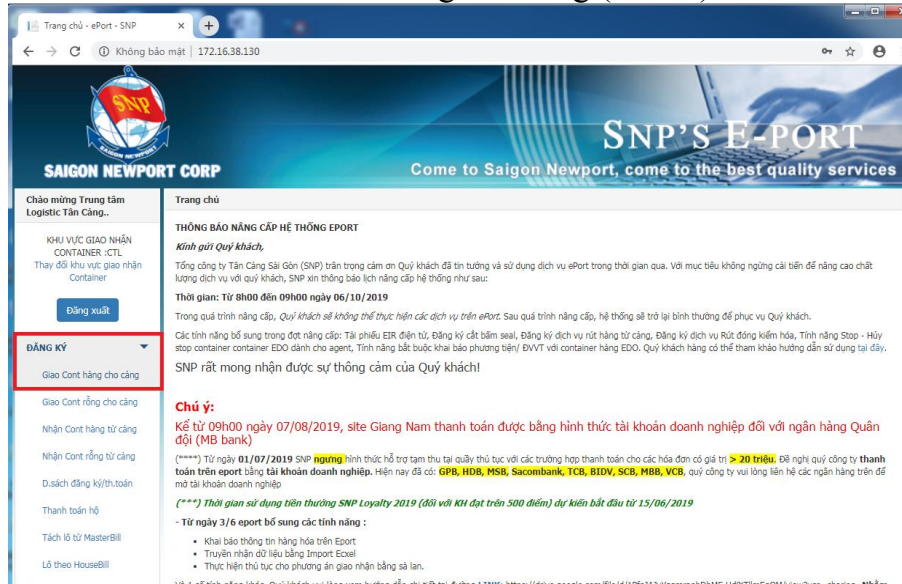 Trang chủ - ePort - SNP
Không bảo mật | 172.16.38.130
SNP
SAIGON NEWPORT
SAIGON NEWPORT CORP
SNP'S E-PORT
Come to Saigon Newport, come to the best quality services
Chào mừng Trung tâm
Logistic Tân Cảng..
KHU VỰC GIAO NHẬN
CONTAINER :CTL
Thay đổi khu vực giao nhận
Container
Đăng xuất
ĐĂNG KÝ
Giao Cont hàng cho cảng
Giao Cont rỗng cho cảng
Nhận Cont hàng từ cảng
Nhận Cont rỗng từ cảng
D.sách đăng ký/th.toán
Thanh toán hộ
Tách lô từ MasterBill
Lô theo HouseBill
Trang chủ
THÔNG BÁO NÂNG CẤP HỆ THỐNG EPORT
Kính gửi Quý khách,
Tổng công ty Tân Cảng Sài Gòn (SNP) trân trọng cảm ơn Quý khách đã tin tưởng và sử dụng dịch vụ ePort trong thời gian qua. Với mục tiêu không ngừng cải tiến để nâng cao chất
lượng dịch vụ với quý khách, SNP xin thông báo lịch nâng cấp hệ thống như sau:
Thời gian: Từ 8h00 đến 09h00 ngày 06/10/2019
Trong quá trình nâng cấp, Quý khách sẽ không thể thực hiện các dịch vụ trên ePort. Sau quá trình nâng cấp, hệ thống sẽ trở lại bình thường để phục vụ Quý khách.
Các tính năng bổ sung trong đợt nâng cấp: Tải phiếu EIR điện tử, Đăng ký cắt bấm seal, Đăng ký dịch vụ rút hàng từ cảng, Đăng ký dịch vụ Rút đóng kiểm hóa, Tính năng Stop - Hủy
stop container container EDO dành cho agent, Tính năng bắt buộc khai báo phương tiện/ ĐVVT với container hàng EDO. Quý khách hàng có thể tham khảo hướng dẫn sử dụng tại đây.
SNP rất mong nhận được sự thông cảm của Quý khách!
Chú ý:
Kể từ 09h00 ngày 07/08/2019, site Giang Nam thanh toán được bằng hình thức tài khoản doanh nghiệp đối với ngân hàng Quân
đội (MB bank)
(****) Từ ngày 01/07/2019 SNP ngưng hình thức hỗ trợ tạm thu tại quầy thủ tục với các trường hợp thanh toán cho các hóa đơn có giá trị > 20 triệu. Đề nghị quý công ty thanh
toán trên eport bằng tài khoản doanh nghiệp. Hiện nay đã có: GPB, HDB, MSB, Sacombank, TCB, BIDV, SCB, MBB, VCB, quý công ty vui lòng liên hệ các ngân hàng trên để
mở tài khoản doanh nghiệp
(***) Thời gian sử dụng tiền thưởng SNP Loyalty 2019 (đối với KH đạt trên 500 điểm) dự kiến bắt đầu từ 15/06/2019
- Từ ngày 3/6 eport bổ sung các tính năng :
• Khai báo thông tin hàng hóa trên Eport
• Truyền nhận dữ liệu bằng Import Ecxel
• Thực hiện thủ tục cho phương án giao nhận bằng sà lan.